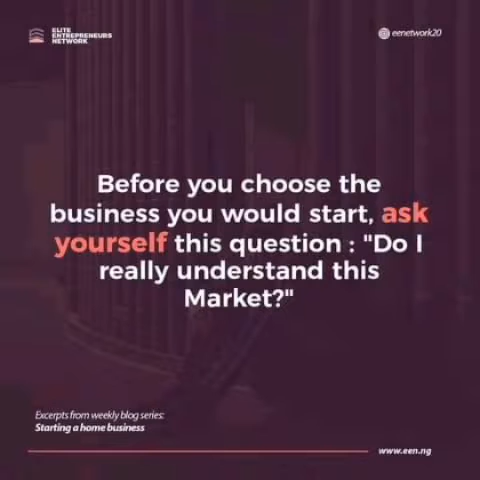 ELITE
ENTREPRENEURS
NETWORK
eenetwork20
Before you choose the
business you would start, ask
yourself this question : "Do I
really understand this
Market?"
Excerpts from weekly blog series:
Starting a home business
www.een.ng